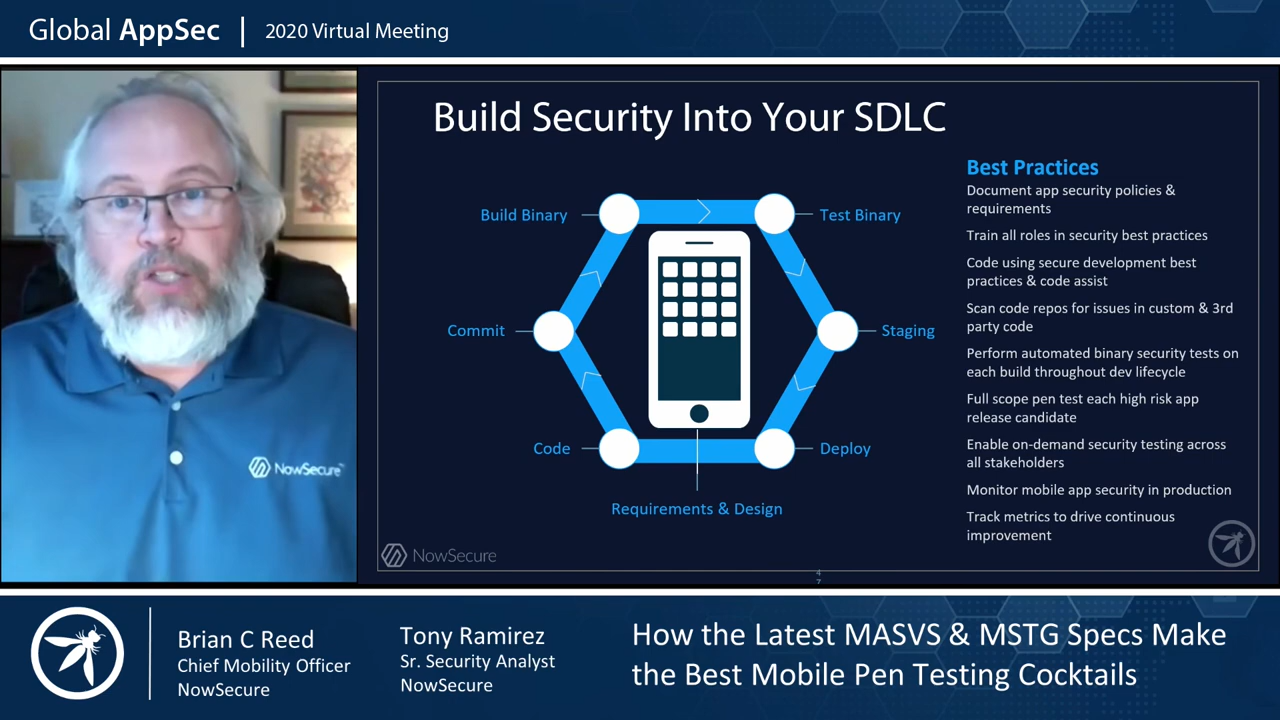 Global AppSec | 2020 Virtual Meeting
Build Security Into Your SDLC
Build Binary
Test Binary
Commit
Staging
Code
Deploy
Requirements & Design
Best Practices
Document app security policies &
requirements
Train all roles in security best practices
Code using secure development best
practices & code assist
Scan code repos for issues in custom & 3rd
party code
Perform automated binary security tests on
each build throughout dev lifecycle
Full scope pen test each high risk app
release candidate
Enable on-demand security testing across
all stakeholders
Monitor mobile app security in production
Track metrics to drive continuous
improvement
NowSecure™
NowSecure
4
7
Brian C Reed
Chief Mobility Officer
NowSecure
Tony Ramirez
Sr. Security Analyst
NowSecure
How the Latest MASVS & MSTG Specs Make
the Best Mobile Pen Testing Cocktails